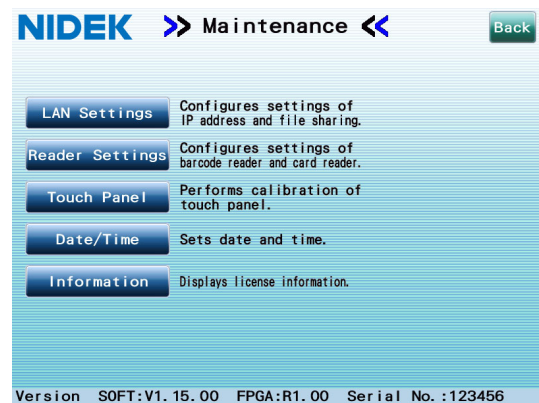 NIDEK >> Maintenance <<
Back
LAN Settings
Configures settings of
IP address and file sharing.
Reader Settings
Configures settings of
barcode reader and card reader.
Touch Panel
Performs calibration of
touch panel.
Date/Time
Sets date and time.
Information
Displays license information.
Version SOFT:V1.15.00 FPGA:R1.00 Serial No.:123456